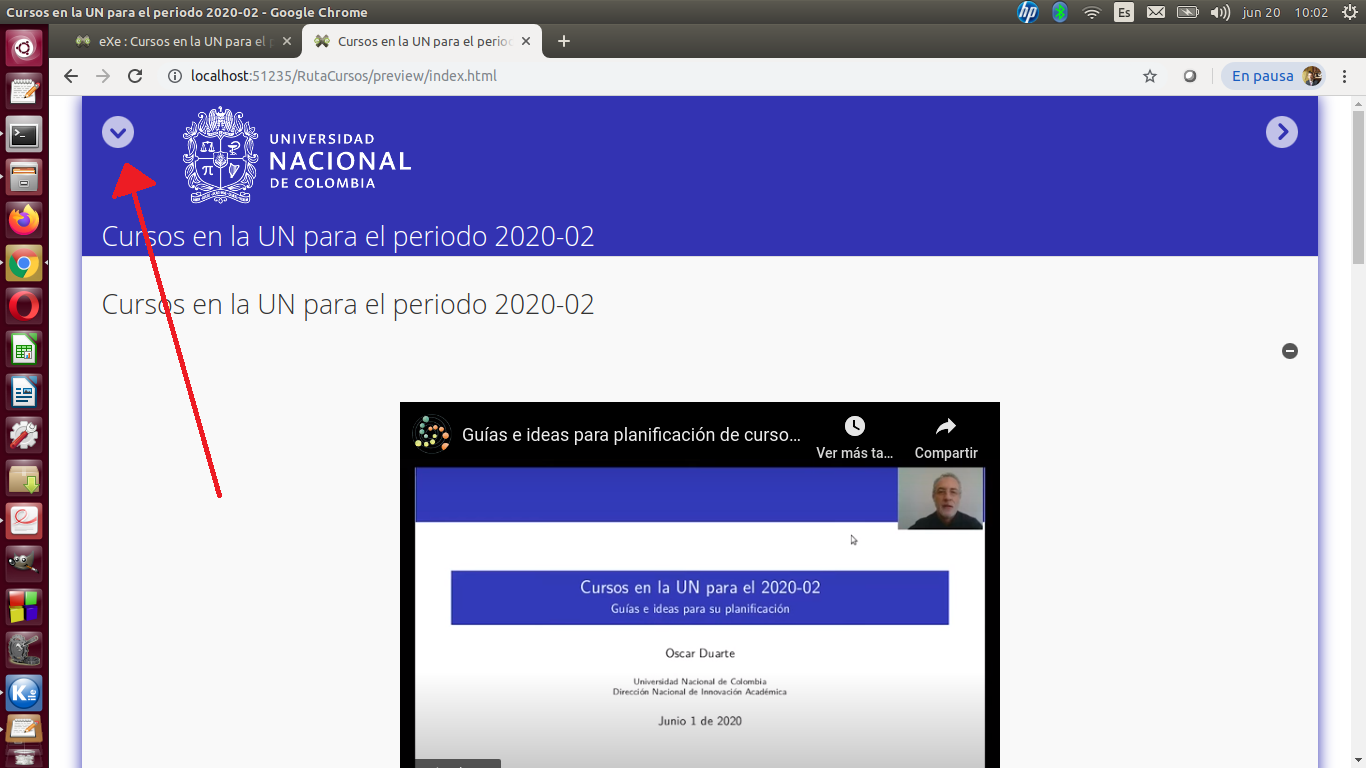 Cursos en la UN para el periodo 2020-02 - Google Chrome
Es
jun 20
10:02
eXe : Cursos en la UN para el p
Cursos en la UN para el perio
localhost:51235/RutaCursos/preview/index.html
En pausa
UNIVERSIDAD
NACIONAL
DE COLOMBIA
Cursos en la UN para el periodo 2020-02
Cursos en la UN para el periodo 2020-02
Guías e ideas para planificación de curso...
Ver más ta...
Compartir
Cursos en la UN para el 2020-02
Guías e ideas para su planificación
Oscar Duarte
Universidad Nacional de Colombia
Dirección Nacional de Innovación Académica
Junio 1 de 2020